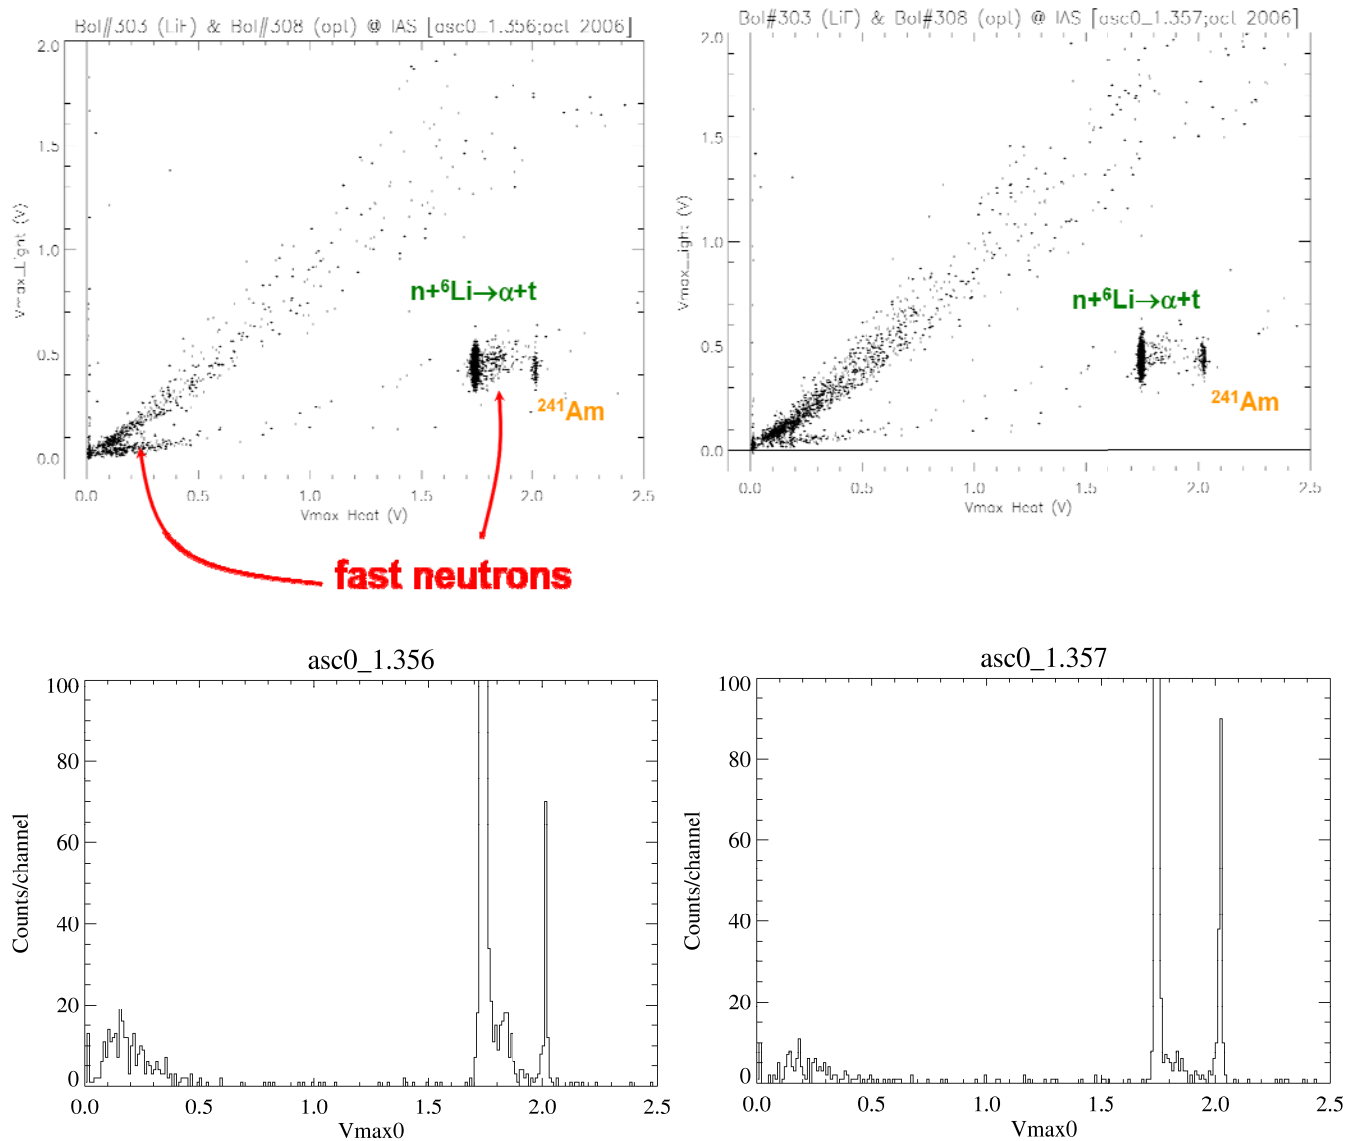 Bol#303 (LiF) & Bol#308 (opt) @ IAS [asc0_1.356;oct 2006]
2.0
1.5
1.0
0.5
0.0
Vmax_Light (V)
n+⁶Li→α+t
²⁴¹Am
0.0 0.5 1.0 1.5 2.0 2.5
Vmax Heat (V)
fast neutrons
Bol#303 (LiF) & Bol#308 (opt) @ IAS [asc0_1.357;oct 2006]
2.0
1.5
1.0
0.5
0.0
Vmax_Light (V)
n+⁶Li→α+t
²⁴¹Am
0.0 0.5 1.0 1.5 2.0 2.5
Vmax Heat (V)
asc0_1.356
100
80
60
40
20
0
Counts/channel
0.0 0.5 1.0 1.5 2.0 2.5
Vmax0
asc0_1.357
100
80
60
40
20
0
Counts/channel
0.0 0.5 1.0 1.5 2.0 2.5
Vmax0